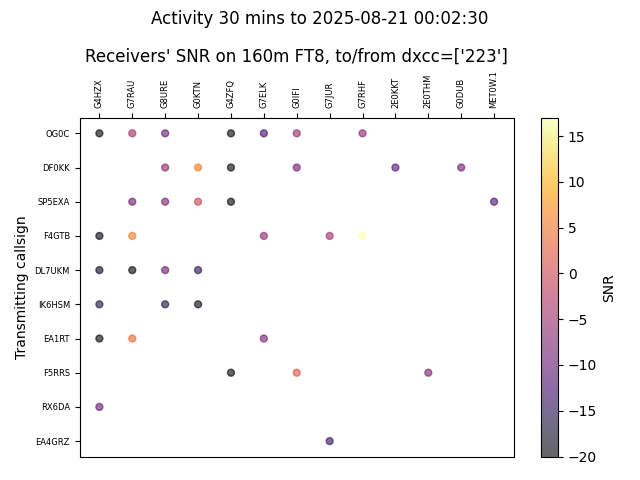 Activity 30 mins to 2025-08-21 00:02:30
Receivers' SNR on 160m FT8, to/from dxcc=['223']
G4HZX G7RAU G8URE G0KTN G4ZFQ G7ELK G0IFI G7JUR G7RHF 2E0KKT 2E0THM G0DUB MET0W.1
OG0C
DF0KK
SP5EXA
F4GTB
DL7UKM
IK6HSM
EA1RT
F5RRS
RX6DA
EA4GRZ
Transmitting callsign
15
10
5
0
−5
−10
−15
−20
SNR